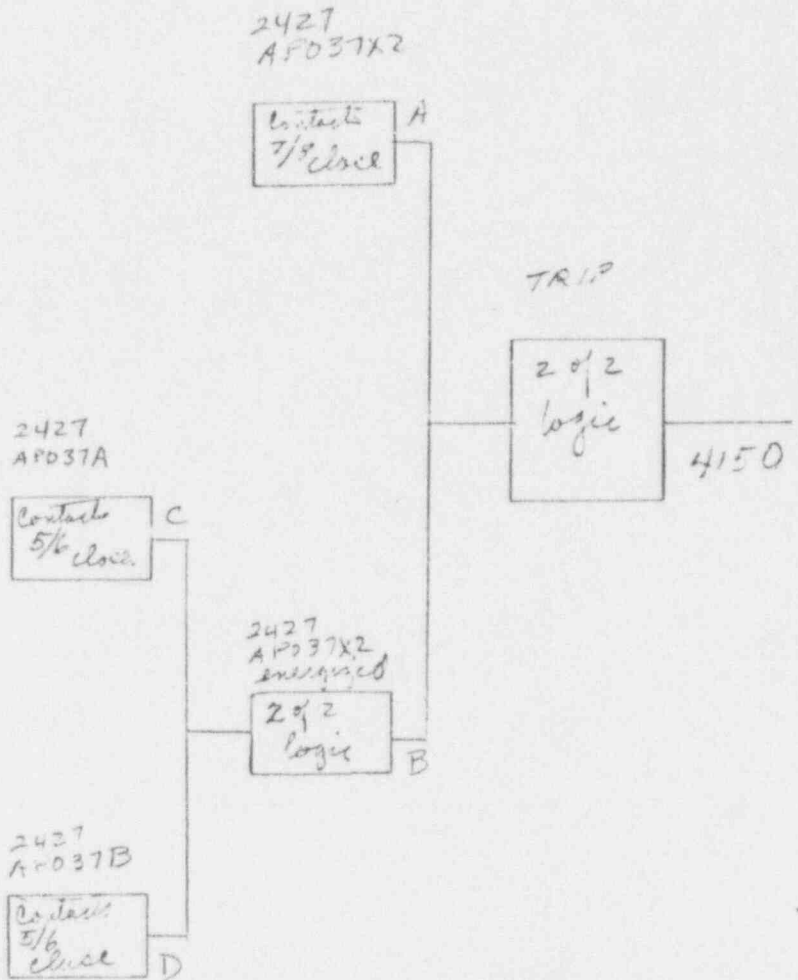 2427
AP037X2
Contacts
7/8 close
A
TRIP
2 of 2
logic
4150
2427
AP037A
Contacts
5/6 close
C
2427
AP037X2
energized
2 of 2
logic
B
2427
AP037B
Contacts
5/6
close
D